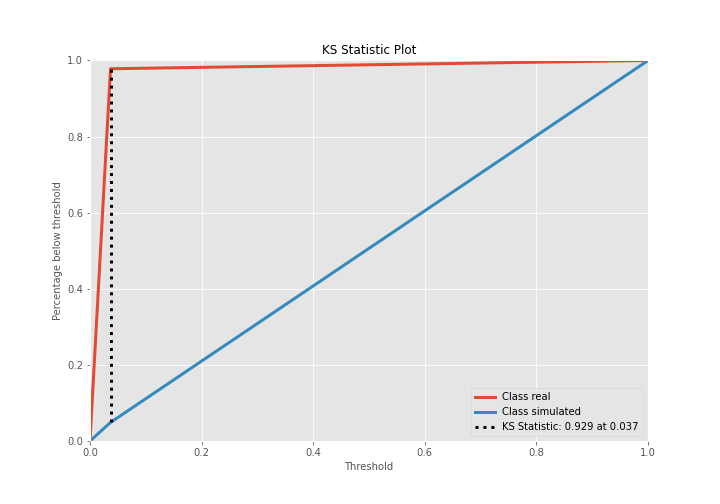 KS Statistic Plot
1.0
0.8
0.6
0.4
0.2
0.0
Percentage below threshold
0.0 0.2 0.4 0.6 0.8 1.0
Threshold
Class real
Class simulated
KS Statistic: 0.929 at 0.037